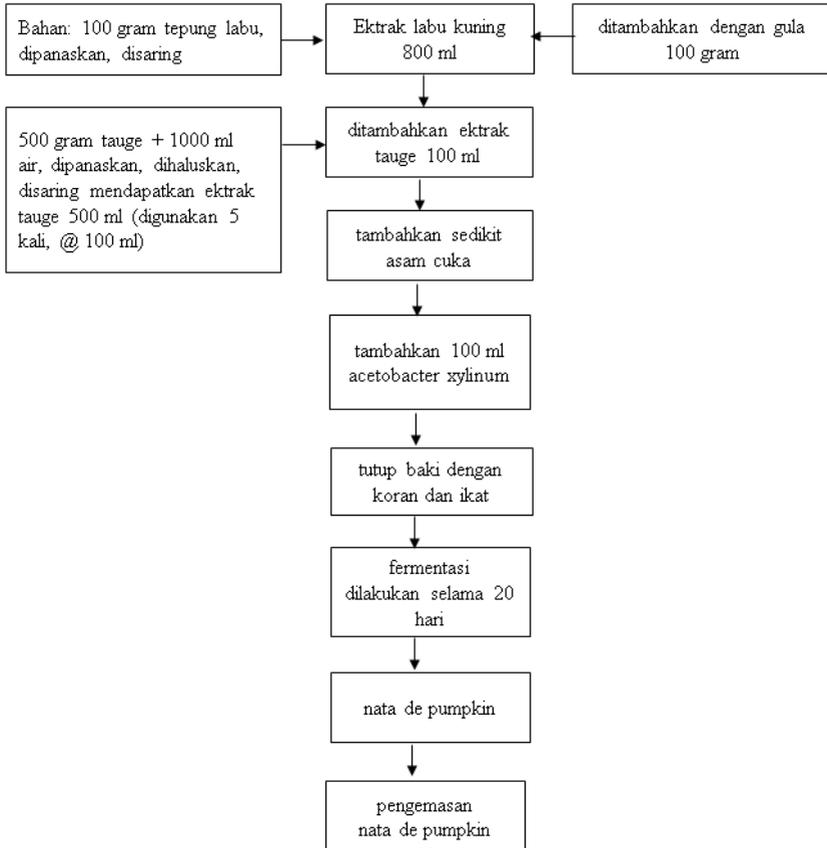 Bahan: 100 gram tepung labu,
dipanaskan, disaring
Ektrak labu kuning
800 ml
ditambahkan dengan gula
100 gram
500 gram tauge + 1000 ml
air, dipanaskan, dihaluskan,
disaring mendapatkan ektrak
tauge 500 ml (digunakan 5
kali, @ 100 ml)
ditambahkan ektrak
tauge 100 ml
tambahkan sedikit
asam cuka
tambahkan 100 ml
acetobacter xylinum
tutup baki dengan
koran dan ikat
fermentasi
dilakukan selama 20
hari
nata de pumpkin
pengemasan
nata de pumpkin